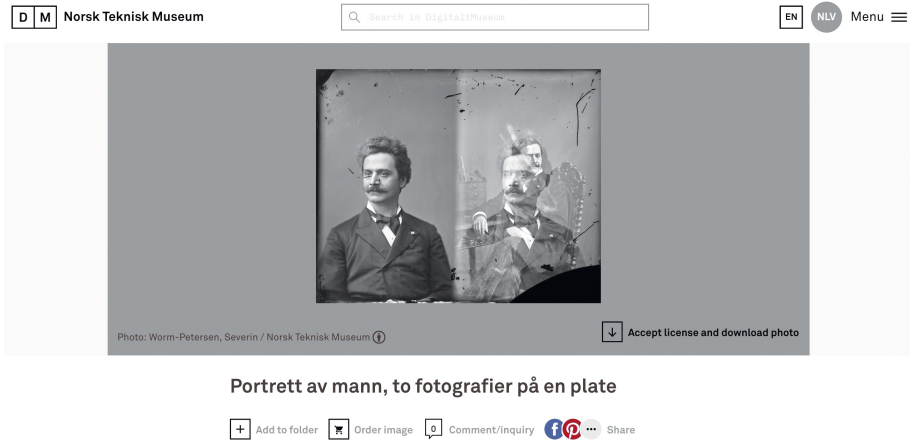 D M Norsk Teknisk Museum
Search in DigitaltMuseum
EN NLV Menu
Photo: Worm-Petersen, Severin / Norsk Teknisk Museum
Accept license and download photo
Portrett av mann, to fotografier på en plate
Add to folder Order image 0 Comment/inquiry Share